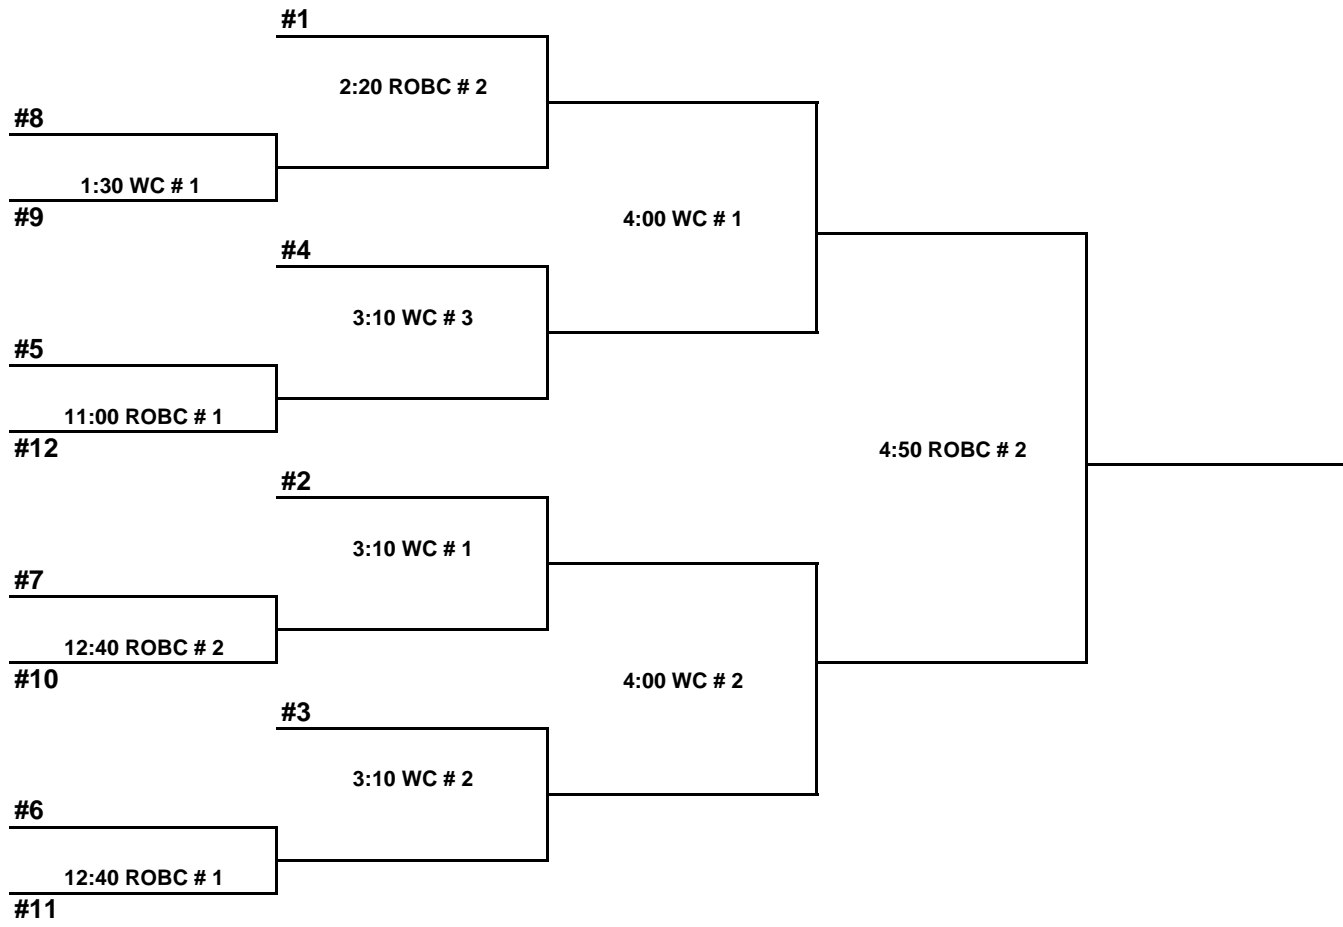 #1
2:20 ROBC # 2
#8
1:30 WC # 1
#9
4:00 WC # 1
#4
3:10 WC # 3
#5
11:00 ROBC # 1
#12
4:50 ROBC # 2
#2
3:10 WC # 1
#7
12:40 ROBC # 2
#10
4:00 WC # 2
#3
3:10 WC # 2
#6
12:40 ROBC # 1
#11